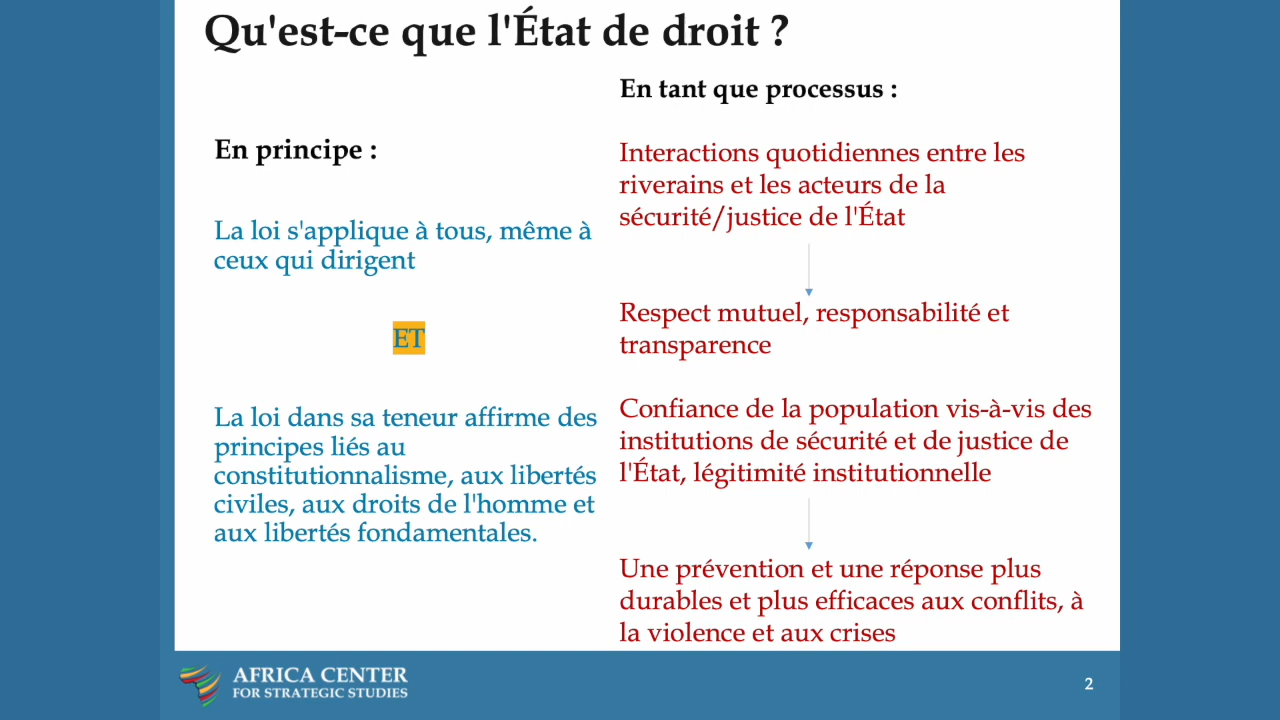 Qu'est-ce que l'État de droit ?
En principe :
La loi s'applique à tous, même à
ceux qui dirigent
ET
La loi dans sa teneur affirme des
principes liés au
constitutionnalisme, aux libertés
civiles, aux droits de l'homme et
aux libertés fondamentales.
En tant que processus :
Interactions quotidiennes entre les
riverains et les acteurs de la
sécurité/justice de l'État
Respect mutuel, responsabilité et
transparence
Confiance de la population vis-à-vis des
institutions de sécurité et de justice de
l'État, légitimité institutionnelle
Une prévention et une réponse plus
durables et plus efficaces aux conflits, à
la violence et aux crises
AFRICA CENTER
FOR STRATEGIC STUDIES
2